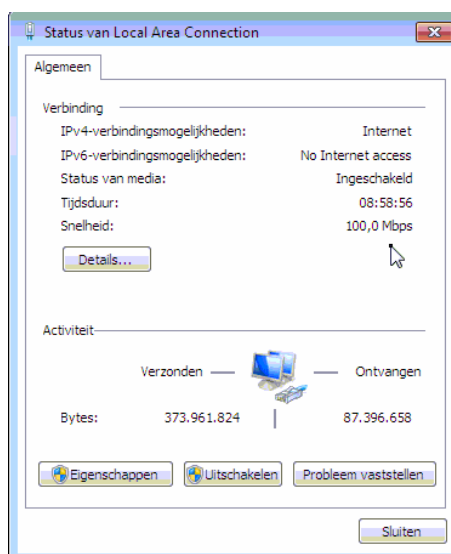 Status van Local Area Connection
Algemeen
Verbinding
IPv4-verbindingsmogelijkheden: Internet
IPv6-verbindingsmogelijkheden: No Internet access
Status van media: Ingeschakeld
Tijdsduur: 08:58:56
Snelheid: 100,0 Mbps
Details...
Activiteit
Verzonden Ontvangen
Bytes: 373.961.824 87.396.658
Eigenschappen Uitschakelen Probleem vaststellen
Sluiten